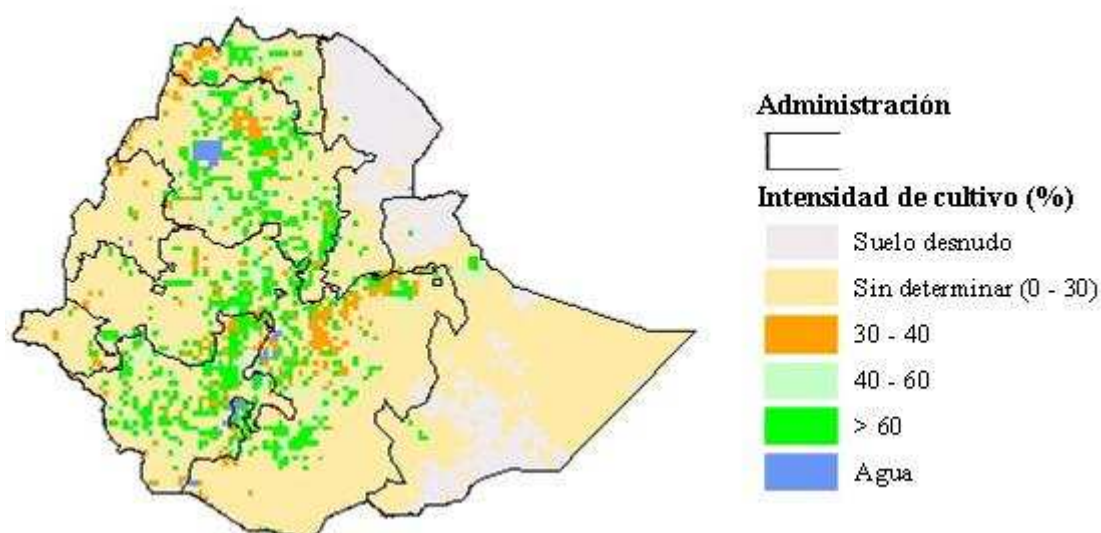 Administración
Intensidad de cultivo (%)
Suelo desnudo
Sin determinar (0 - 30)
30 - 40
40 - 60
> 60
Agua